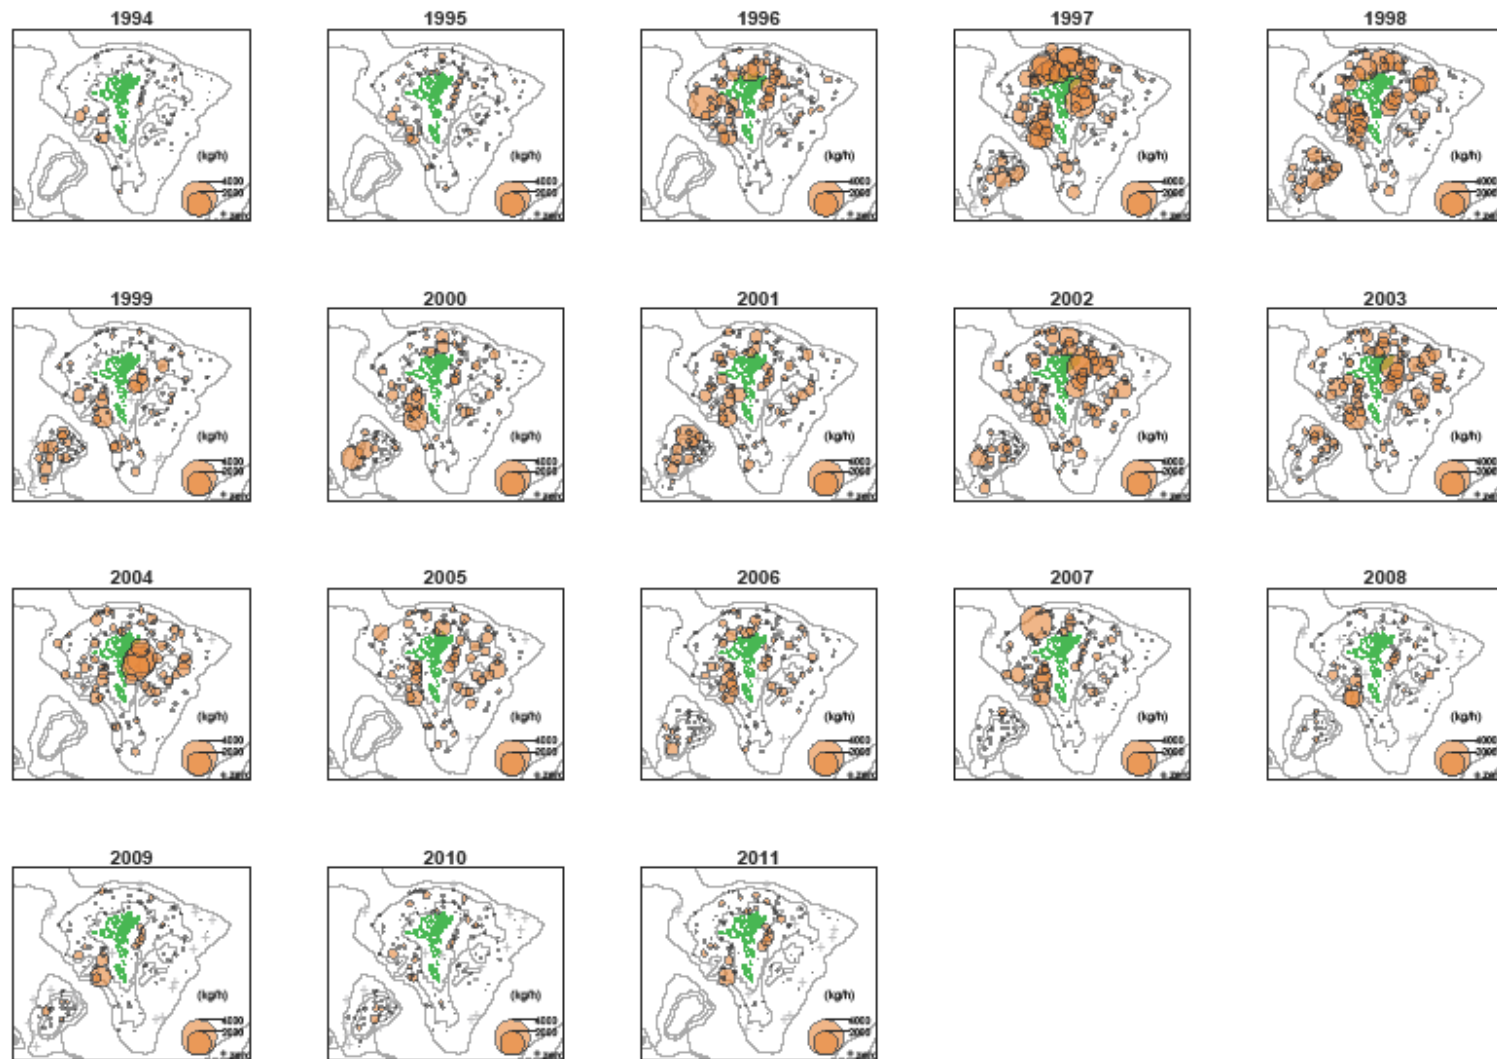 1994 1995 1996 1997 1998
(kg/h) (kg/h) (kg/h) (kg/h) (kg/h)
4000 4000 4000 4000 4000
2000 2000 2000 2000 2000
1999 2000 2001 2002 2003
(kg/h) (kg/h) (kg/h) (kg/h) (kg/h)
4000 4000 4000 4000 4000
2000 2000 2000 2000 2000
2004 2005 2006 2007 2008
(kg/h) (kg/h) (kg/h) (kg/h) (kg/h)
4000 4000 4000 4000 4000
2000 2000 2000 2000 2000
2009 2010 2011
(kg/h) (kg/h) (kg/h)
4000 4000 4000
2000 2000 2000